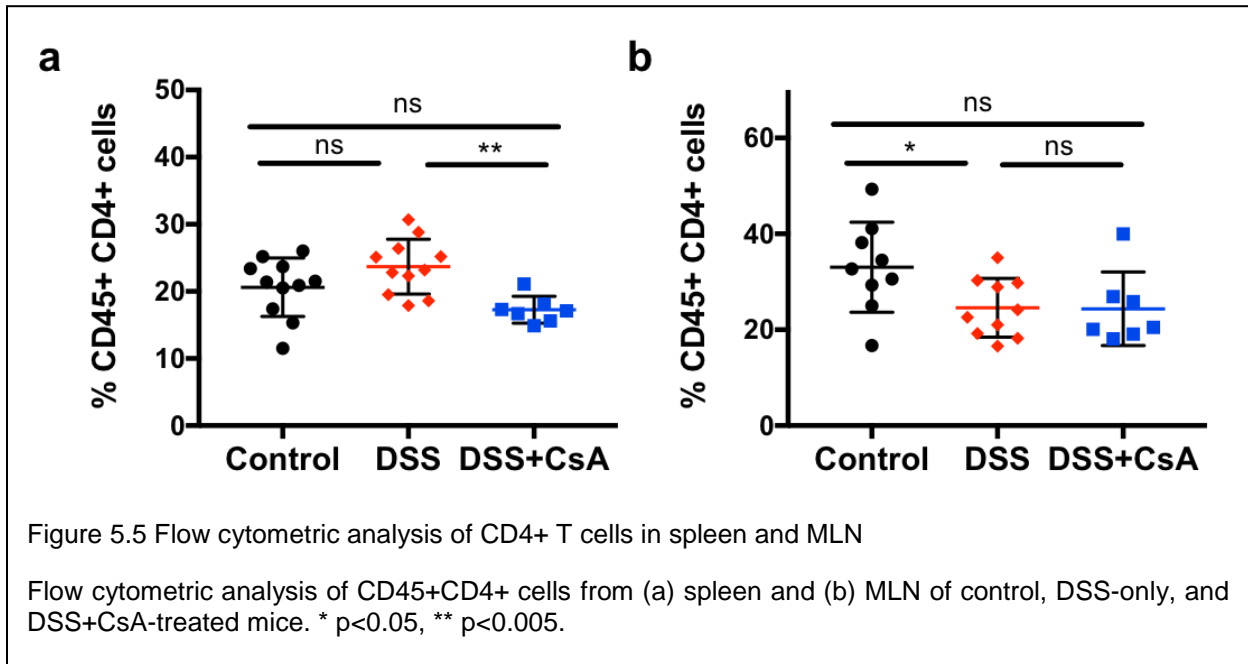 a
% CD45+ CD4+ cells
50
40
30
20
10
0
ns
ns
**
Control DSS DSS+CsA
b
% CD45+ CD4+ cells
60
40
20
0
ns
*
ns
Control DSS DSS+CsA
Figure 5.5 Flow cytometric analysis of CD4+ T cells in spleen and MLN
Flow cytometric analysis of CD45+CD4+ cells from (a) spleen and (b) MLN of control, DSS-only, and
DSS+CsA-treated mice. * p<0.05, ** p<0.005.